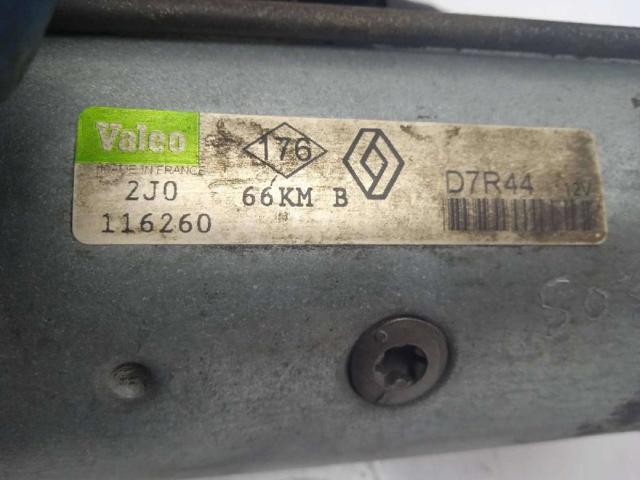 Valeo
MADE IN FRANCE
2J0
116260
176
66KM B
D7R44 12V